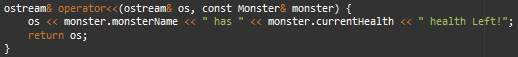 ostream& operator<<(ostream& os, const Monster& monster) {
    os << monster.monsterName << " has " << monster.currentHealth << " health Left!";
    return os;
}